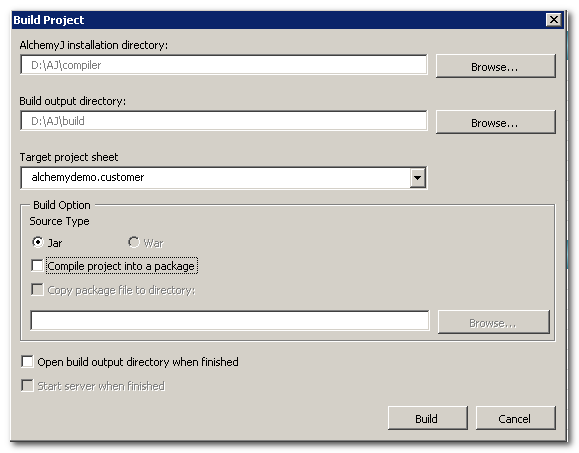 Build Project
AlchemyJ installation directory:
D:\AJ\compiler
Browse...
Build output directory:
D:\AJ\build
Browse...
Target project sheet
alchemydemo.customer
Build Option
Source Type
Jar
War
Compile project into a package
Copy package file to directory:
Browse...
Open build output directory when finished
Start server when finished
Build
Cancel